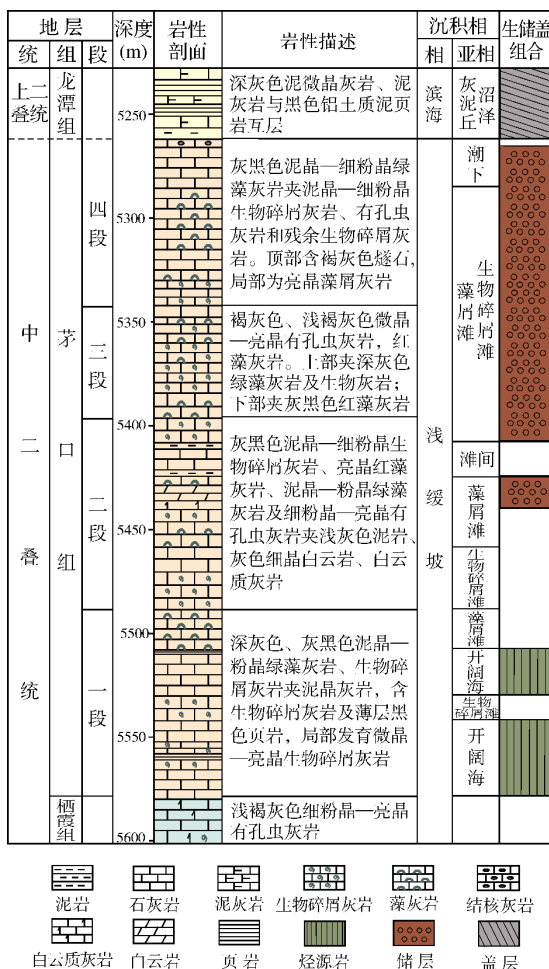 地 层
深度
(m)
岩性
剖面
岩性描述
沉积相
生储盖
组合
统
组
段
相
亚相
上二叠统
龙潭组
5250
深灰色泥微晶灰岩、泥
灰岩与黑色铝土质泥页
岩互层
滨海
灰泥丘
沼泽
中二叠统
茅口组
四段
5300
灰黑色泥晶—细粉晶绿
藻灰岩夹泥晶—细粉晶
生物碎屑灰岩、有孔虫
灰岩和残余生物碎屑灰
岩。顶部含褐灰色燧石,
局部为亮晶藻屑灰岩
浅缓坡
潮下
藻屑滩
生物碎屑滩
三段
5350
褐灰色、浅褐灰色微晶
—亮晶有孔虫灰岩，红
藻灰岩。上部夹深灰色
绿藻灰岩及生物灰岩；
下部夹灰黑色红藻灰岩
二段
5400
5450
灰黑色泥晶—细粉晶生
物碎屑灰岩、亮晶红藻
灰岩、泥晶—粉晶绿藻
灰岩及细粉晶—亮晶有
孔虫灰岩夹浅灰色泥岩、
灰色细晶白云岩、白云
质灰岩
滩间
藻屑滩
生物碎屑滩
藻屑滩
一段
5500
5550
深灰色、灰黑色泥晶—
粉晶绿藻灰岩、生物碎
屑灰岩夹泥晶灰岩，含
生物碎屑灰岩及薄层黑
色页岩，局部发育微晶
—亮晶生物碎屑灰岩
开阔海
生物碎屑滩
开阔海
栖霞组
5600
浅褐灰色细粉晶—亮晶
有孔虫灰岩
泥岩
石灰岩
泥灰岩
生物碎屑灰岩
藻灰岩
结核灰岩
白云质灰岩
白云岩
页 岩
烃源岩
储 层
盖 层